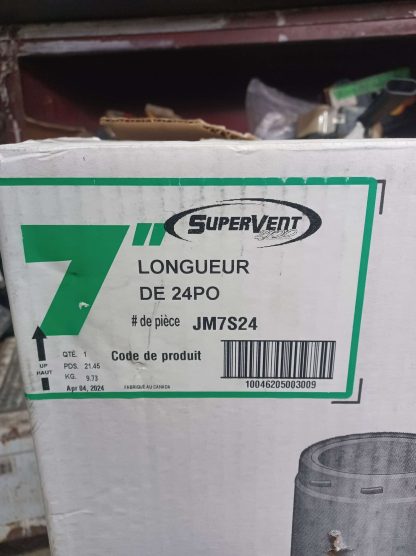 7"
SUPERVENT
LONGUEUR
DE 24PO
# de pièce JM7S24
QTÉ. 1
PDS. 21.45
KG. 9.73
Apr 04, 2024
UP
HAUT
Code de produit
10046205003009
FABRIQUÉ AU CANADA